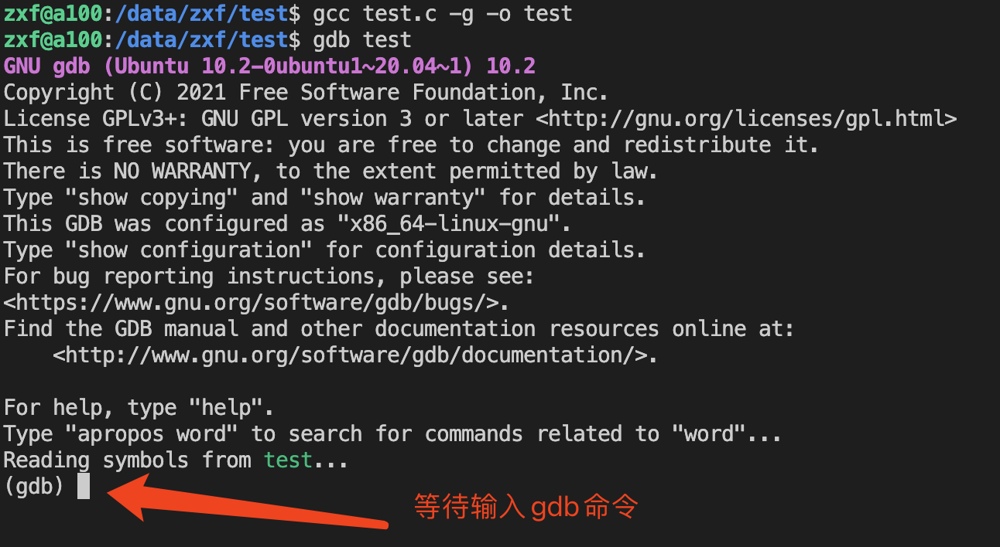 zxf@a100:/data/zxf/test$ gcc test.c -g -o test
zxf@a100:/data/zxf/test$ gdb test
GNU gdb (Ubuntu 10.2-0ubuntu1~20.04~1) 10.2
Copyright (C) 2021 Free Software Foundation, Inc.
License GPLv3+: GNU GPL version 3 or later <http://gnu.org/licenses/gpl.html>
This is free software: you are free to change and redistribute it.
There is NO WARRANTY, to the extent permitted by law.
Type "show copying" and "show warranty" for details.
This GDB was configured as "x86_64-linux-gnu".
Type "show configuration" for configuration details.
For bug reporting instructions, please see:
<https://www.gnu.org/software/gdb/bugs/>.
Find the GDB manual and other documentation resources online at:
    <http://www.gnu.org/software/gdb/documentation/>.

For help, type "help".
Type "apropos word" to search for commands related to "word"...
Reading symbols from test...
(gdb)
等待输入gdb命令